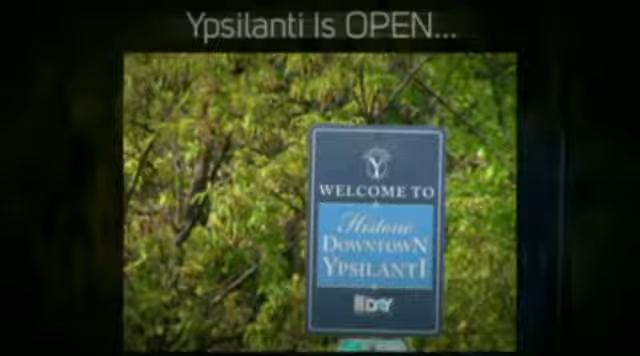 Ypsilanti Is OPEN...
Y
WELCOME TO
Historic
DOWNTOWN
YPSILANTI